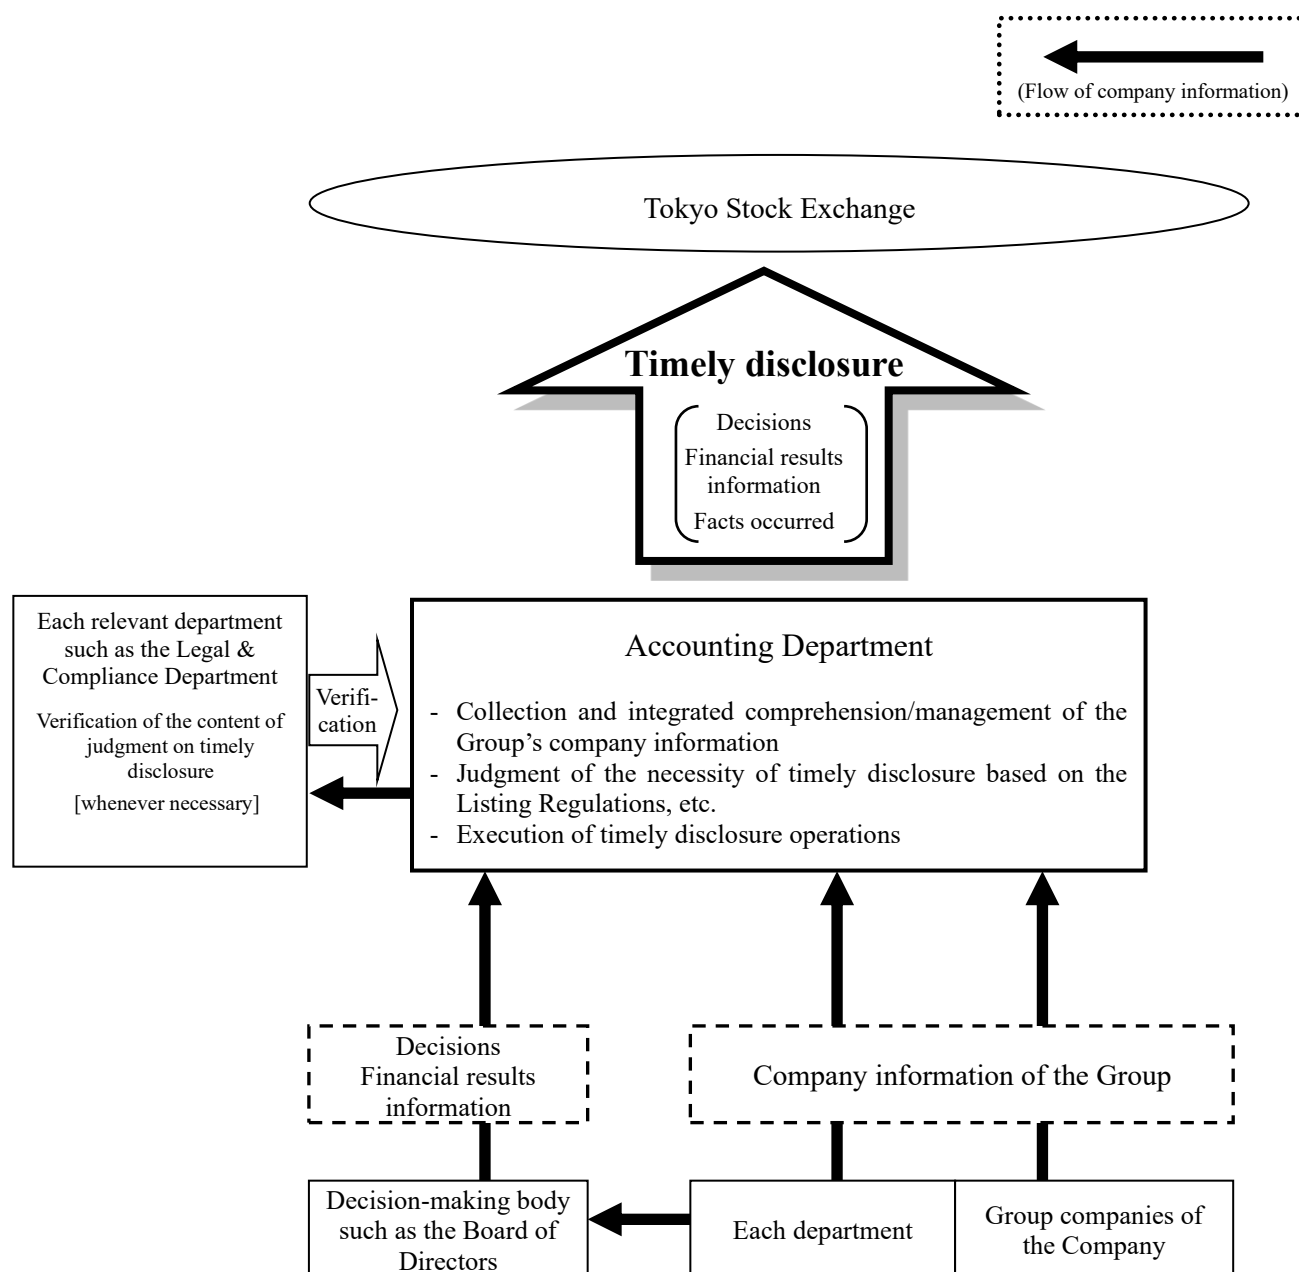 (Flow of company information)
Tokyo Stock Exchange
Timely disclosure
Decisions
Financial results
information
Facts occurred
Each relevant department
such as the Legal &
Compliance Department
Verification of the content of
judgment on timely
disclosure
[whenever necessary]
Verifi-
cation
Accounting Department
- Collection and integrated comprehension/management of the
Group’s company information
- Judgment of the necessity of timely disclosure based on the
Listing Regulations, etc.
- Execution of timely disclosure operations
Decisions
Financial results
information
Company information of the Group
Decision-making body
such as the Board of
Directors
Each department
Group companies of
the Company